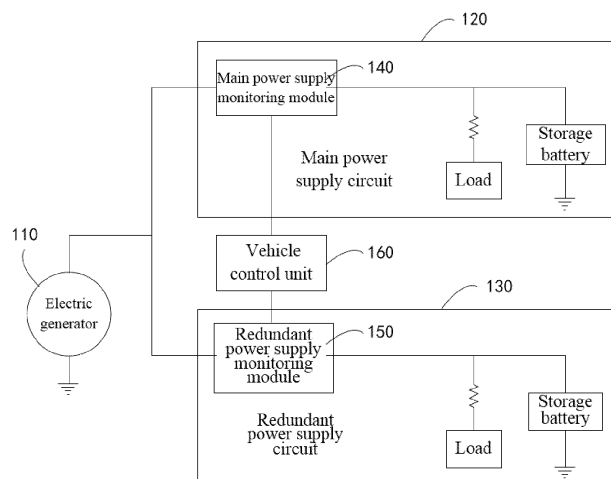 120
Main power supply
monitoring module
140
Main power
supply circuit
Load
Storage
battery
110
Electric
generator
Vehicle
control unit
160
130
Redundant
power supply
monitoring
module
150
Redundant
power supply
circuit
Load
Storage
battery